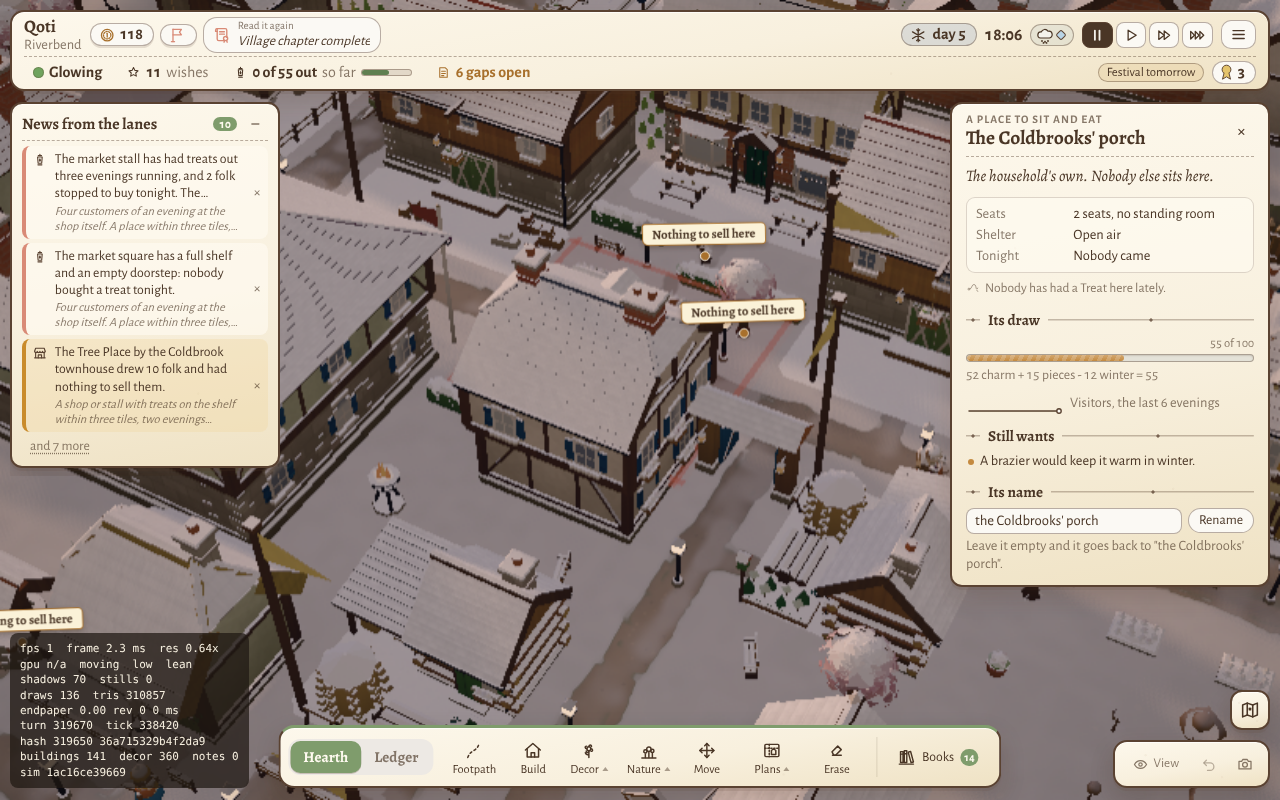 Qoti
Riverbend
118
Read it again
Village chapter complete
day 5
18:06
Glowing
11 wishes
0 of 55 out so far
6 gaps open
Festival tomorrow
3
News from the lanes
10
The market stall has had treats out
three evenings running, and 2 folk
stopped to buy tonight. The…
Four customers of an evening at the
shop itself. A place within three tiles,…
The market square has a full shelf
and an empty doorstep: nobody
bought a treat tonight.
Four customers of an evening at the
shop itself. A place within three tiles,…
The Tree Place by the Coldbrook
townhouse drew 10 folk and had
nothing to sell them.
A shop or stall with treats on the shelf
within three tiles, two evenings…
and 7 more
Nothing to sell here
Nothing to sell here
ng to sell here
A PLACE TO SIT AND EAT
The Coldbrooks' porch
×
The household's own. Nobody else sits here.
Seats 2 seats, no standing room
Shelter Open air
Tonight Nobody came
Nobody has had a Treat here lately.
Its draw
55 of 100
52 charm + 15 pieces - 12 winter = 55
Visitors, the last 6 evenings
Still wants
A brazier would keep it warm in winter.
Its name
the Coldbrooks' porch
Rename
Leave it empty and it goes back to "the Coldbrooks'
porch".
fps 1 frame 2.3 ms res 0.64x
gpu n/a moving low lean
shadows 70 stills 0
draws 136 tris 310857
endpaper 0.00 rev 0 0 ms
turn 319670 tick 338420
hash 319650 36a715329b4f2da9
buildings 141 decor 360 notes 0
sim 1ac16ce39669
Hearth
Ledger
Footpath
Build
Decor
Nature
Move
Plans
Erase
Books 14
View